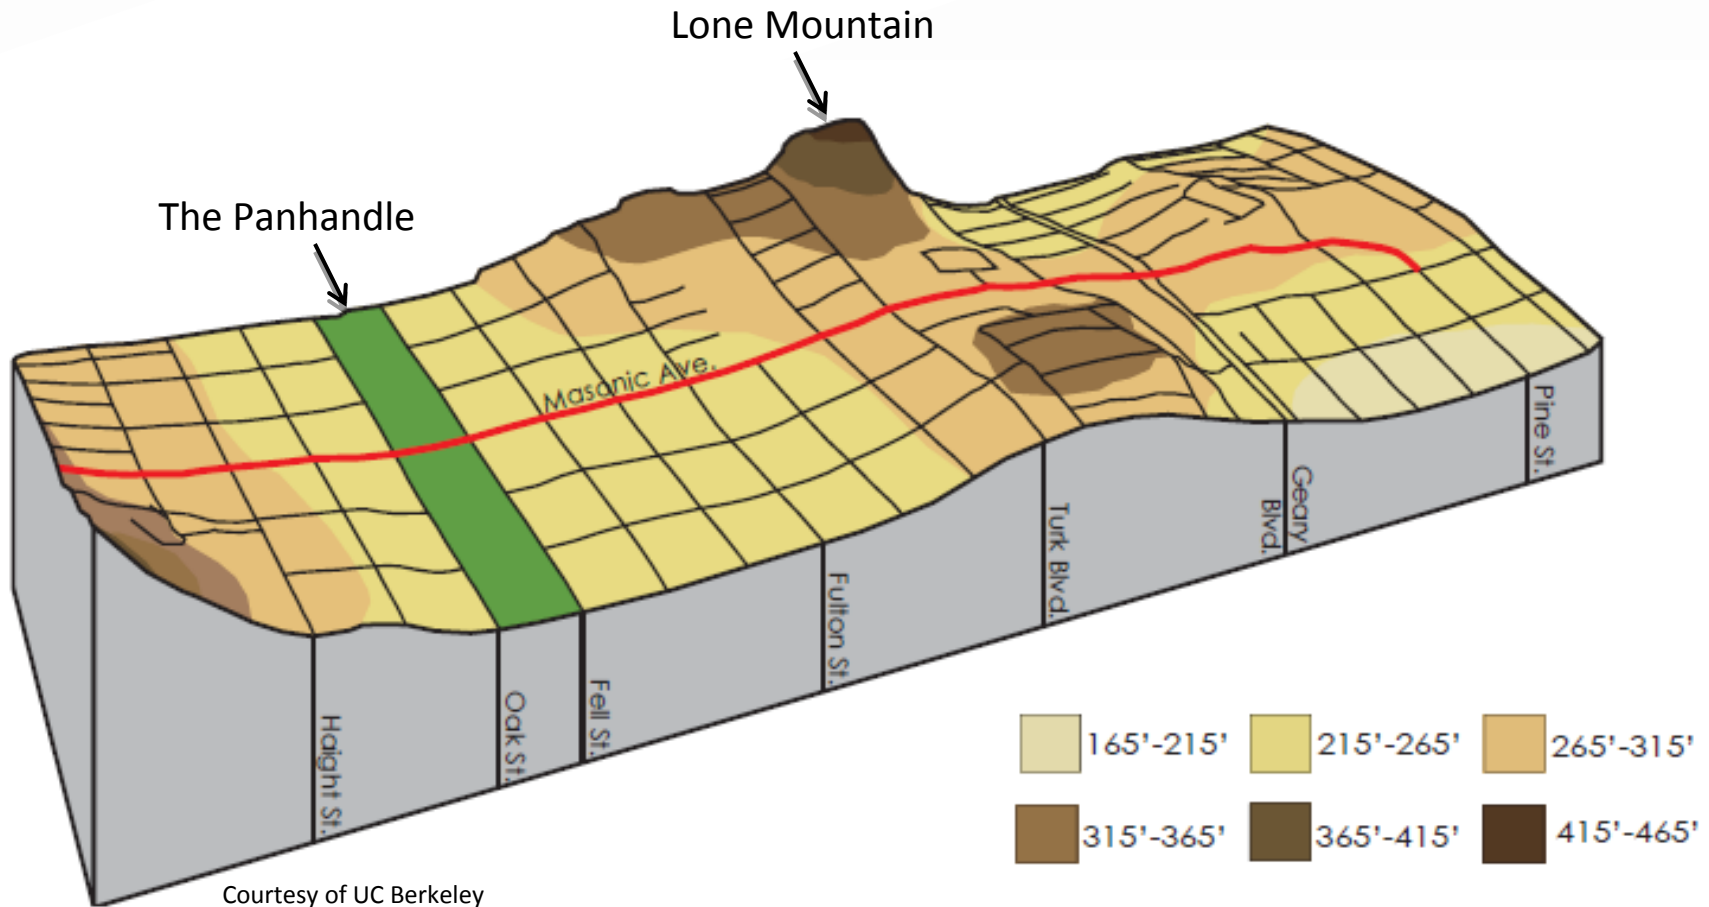 Lone Mountain
The Panhandle
Masonic Ave.
Haight St.
Oak St.
Fell St.
Fulton St.
Turk Blvd.
Geary
Blvd.
Pine St.
165'-215'
215'-265'
265'-315'
315'-365'
365'-415'
415'-465'
Courtesy of UC Berkeley